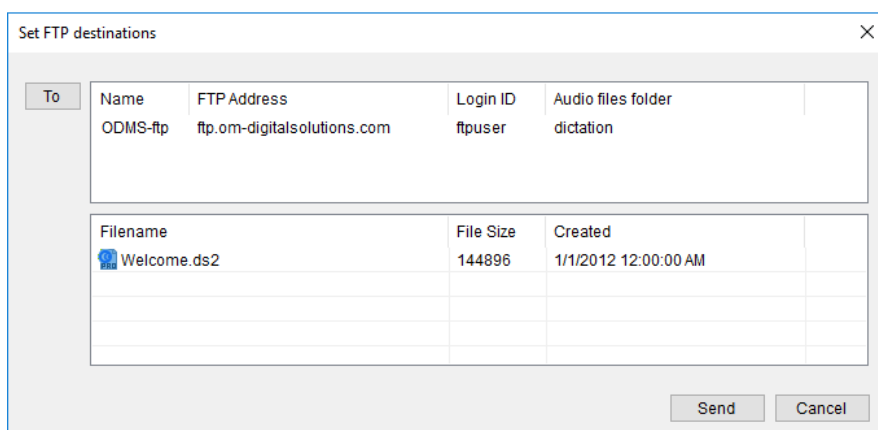 Set FTP destinations
To
Name FTP Address Login ID Audio files folder
ODMS-ftp ftp.om-digitalsolutions.com ftpuser dictation
Filename File Size Created
PRO Welcome.ds2 144896 1/1/2012 12:00:00 AM
Send Cancel